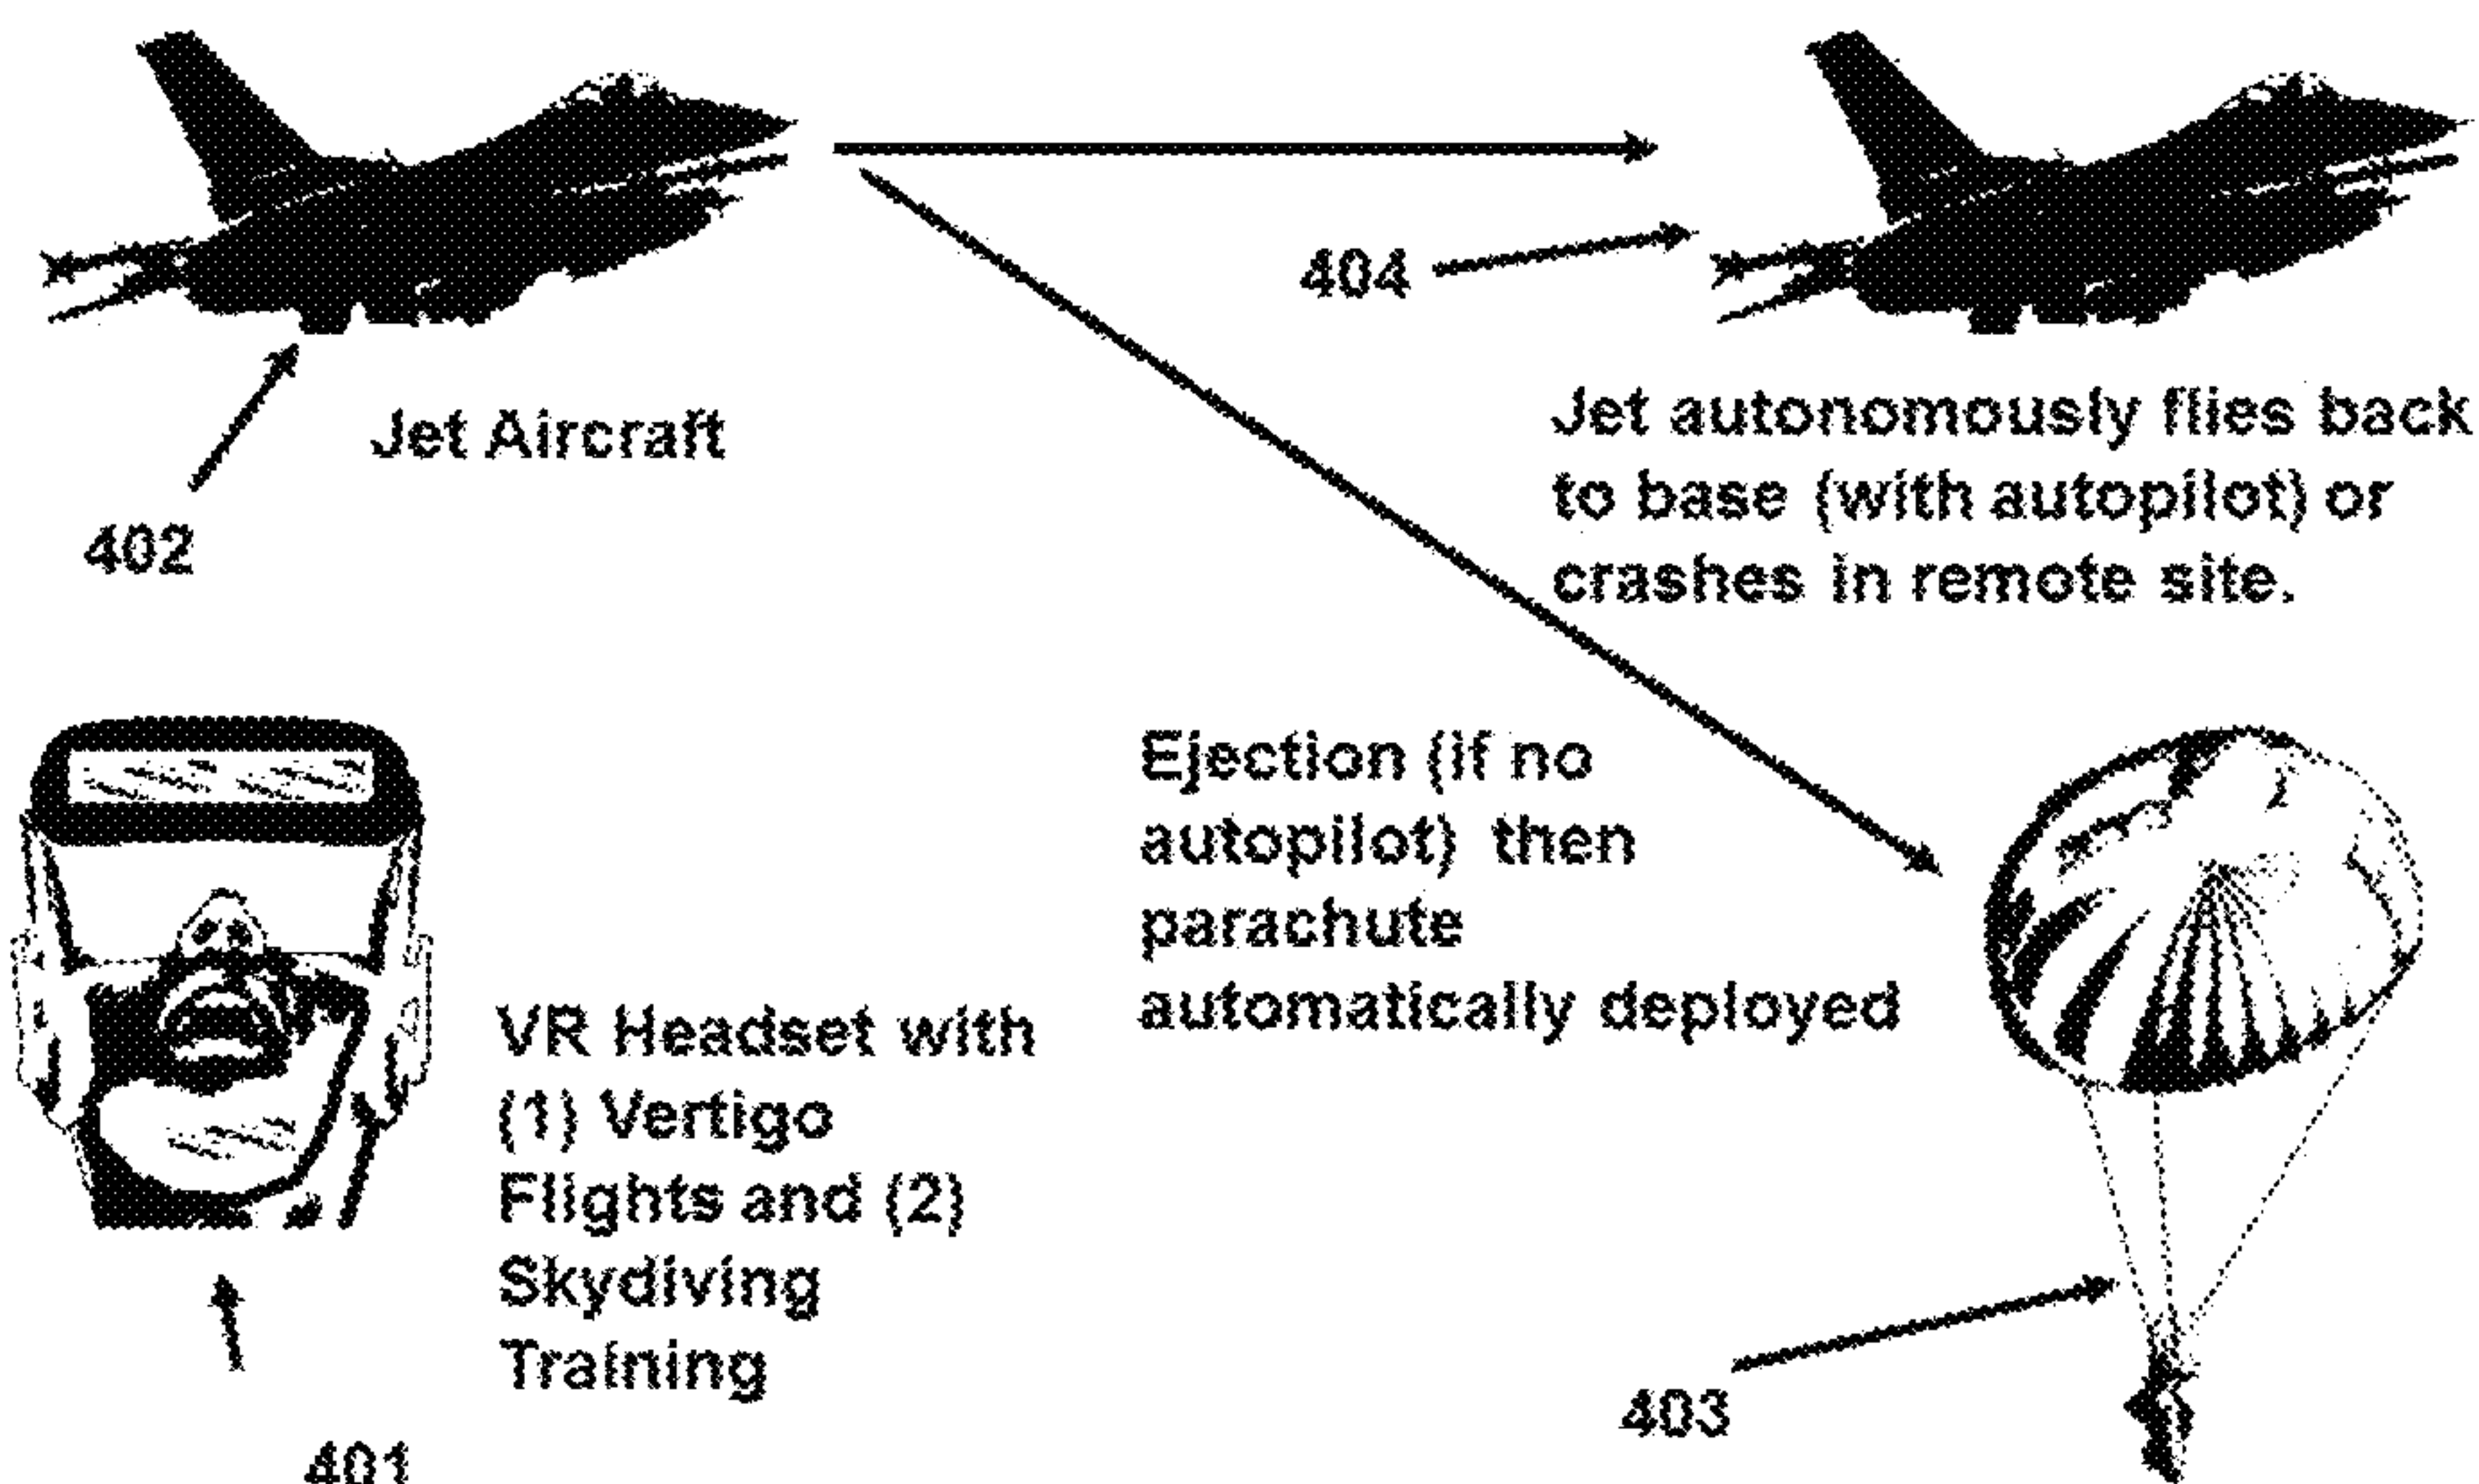 404
Jet Aircraft
402
Jet autonomously flies back
to base (with autopilot) or
crashes in remote site.
Ejection (if no
autopilot) then
parachute
automatically deployed
VR Headset with
(1) Vertigo
Flights and (2)
Skydiving
Training
401
403